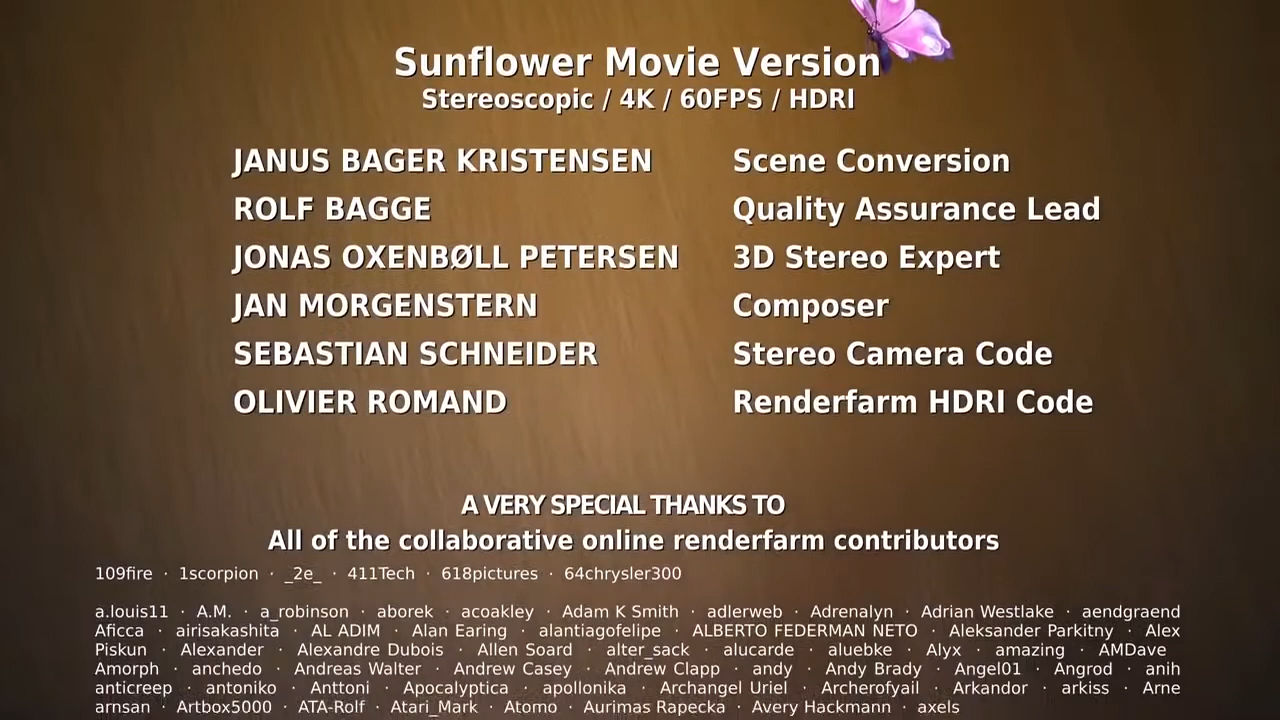 Sunflower Movie Version
Stereoscopic / 4K / 60FPS / HDRI
JANUS BAGER KRISTENSEN Scene Conversion
ROLF BAGGE Quality Assurance Lead
JONAS OXENBØLL PETERSEN 3D Stereo Expert
JAN MORGENSTERN Composer
SEBASTIAN SCHNEIDER Stereo Camera Code
OLIVIER ROMAND Renderfarm HDRI Code
A VERY SPECIAL THANKS TO
All of the collaborative online renderfarm contributors
109fire · 1scorpion · _2e_ · 411Tech · 618pictures · 64chrysler300
a.louis11 · A.M. · a_robinson · aborek · acoakley · Adam K Smith · adlerweb · Adrenalyn · Adrian Westlake · aendgraend
Aficca · airisakashita · AL ADIM · Alan Earing · alantiagofelipe · ALBERTO FEDERMAN NETO · Aleksander Parkitny · Alex
Piskun · Alexander · Alexandre Dubois · Allen Soard · alter_sack · alucarde · aluebke · Alyx · amazing · AMDave
Amorph · anchedo · Andreas Walter · Andrew Casey · Andrew Clapp · andy · Andy Brady · Angel01 · Angrod · anih
anticreep · antoniko · Anttoni · Apocalyptica · apollonika · Archangel Uriel · Archerofyail · Arkandor · arkiss · Arne
arnsan · Artbox5000 · ATA-Rolf · Atari_Mark · Atomo · Aurimas Rapecka · Avery Hackmann · axels